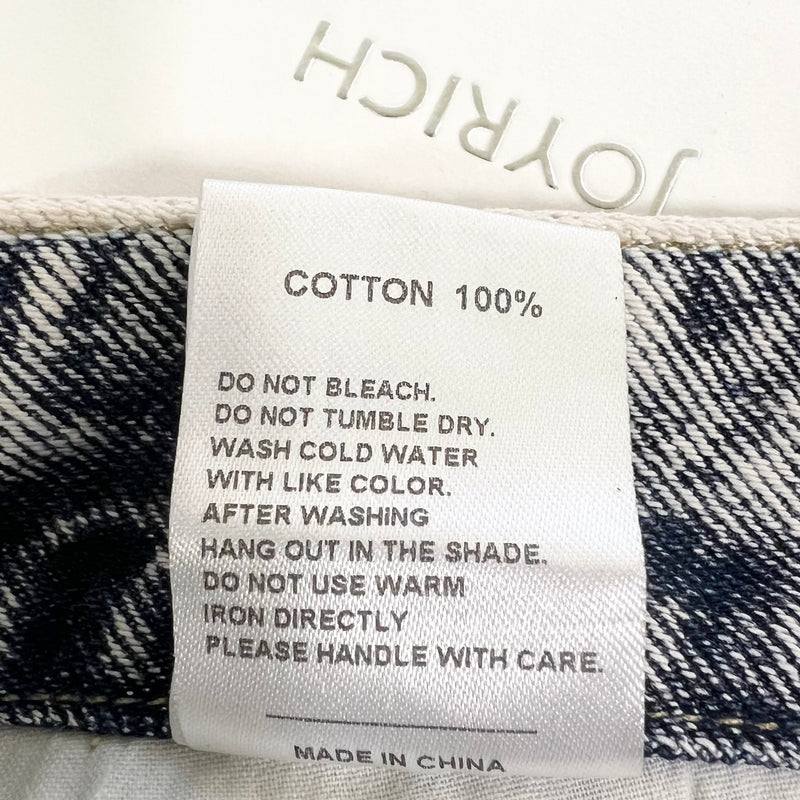 JOYRICH
COTTON 100%
DO NOT BLEACH.
DO NOT TUMBLE DRY.
WASH COLD WATER
WITH LIKE COLOR.
AFTER WASHING
HANG OUT IN THE SHADE.
DO NOT USE WARM
IRON DIRECTLY
PLEASE HANDLE WITH CARE.
MADE IN CHINA